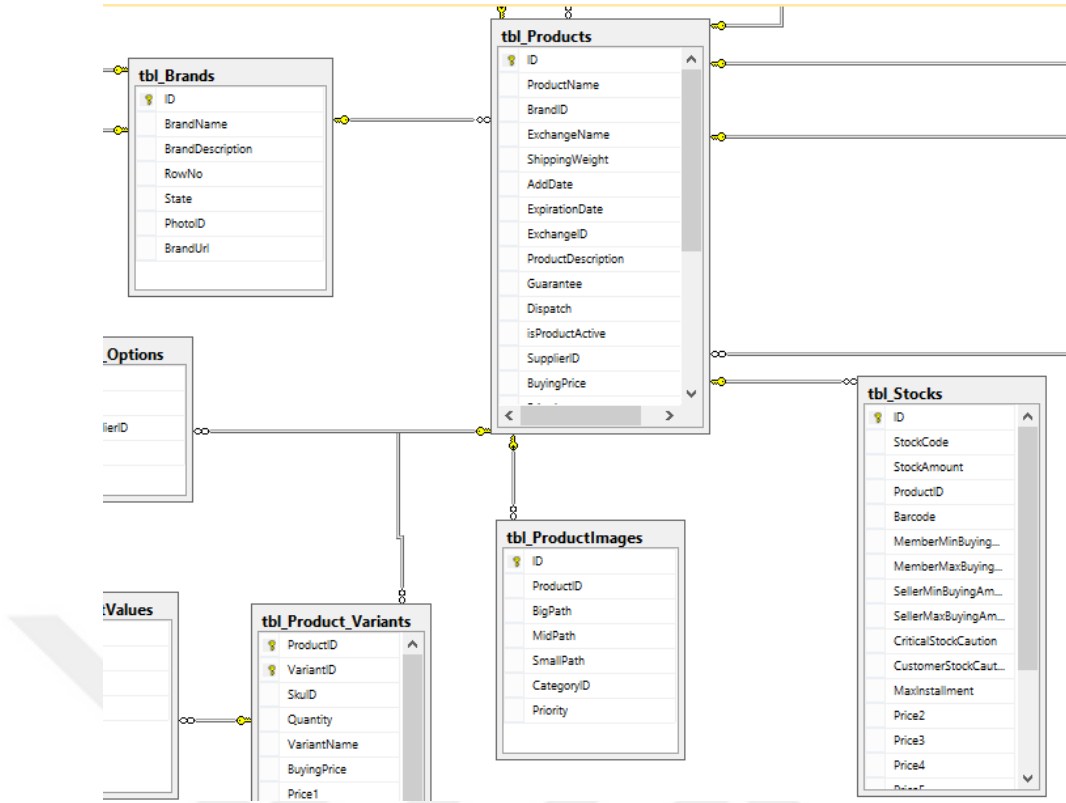 tbl_Products
ID
ProductName
BrandID
ExchangeName
ShippingWeight
AddDate
ExpirationDate
ExchangeID
ProductDescription
Guarantee
Dispatch
isProductActive
SupplierID
BuyingPrice
tbl_Brands
ID
BrandName
BrandDescription
RowNo
State
PhotoID
BrandUrl
_Options
lierID
tbl_Stocks
ID
StockCode
StockAmount
ProductID
Barcode
MemberMinBuying...
MemberMaxBuying...
SellerMinBuyingAm...
SellerMaxBuyingAm...
CriticalStockCaution
CustomerStockCaut...
MaxInstallment
Price2
Price3
Price4
Price5
tbl_ProductImages
ID
ProductID
BigPath
MidPath
SmallPath
CategoryID
Priority
tValues
tbl_Product_Variants
ProductID
VariantID
SkuID
Quantity
VariantName
BuyingPrice
Price1